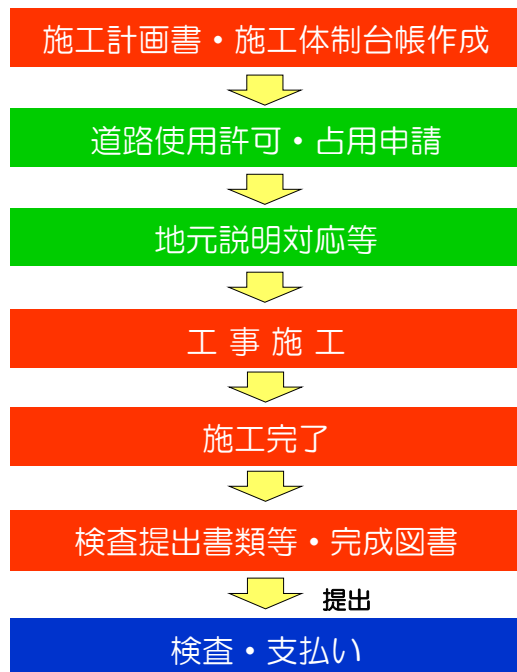 施工計画書・施工体制台帳作成
道路使用許可・占用申請
地元説明対応等
工 事 施 工
施工完了
検査提出書類等・完成図書
提出
検査・支払い